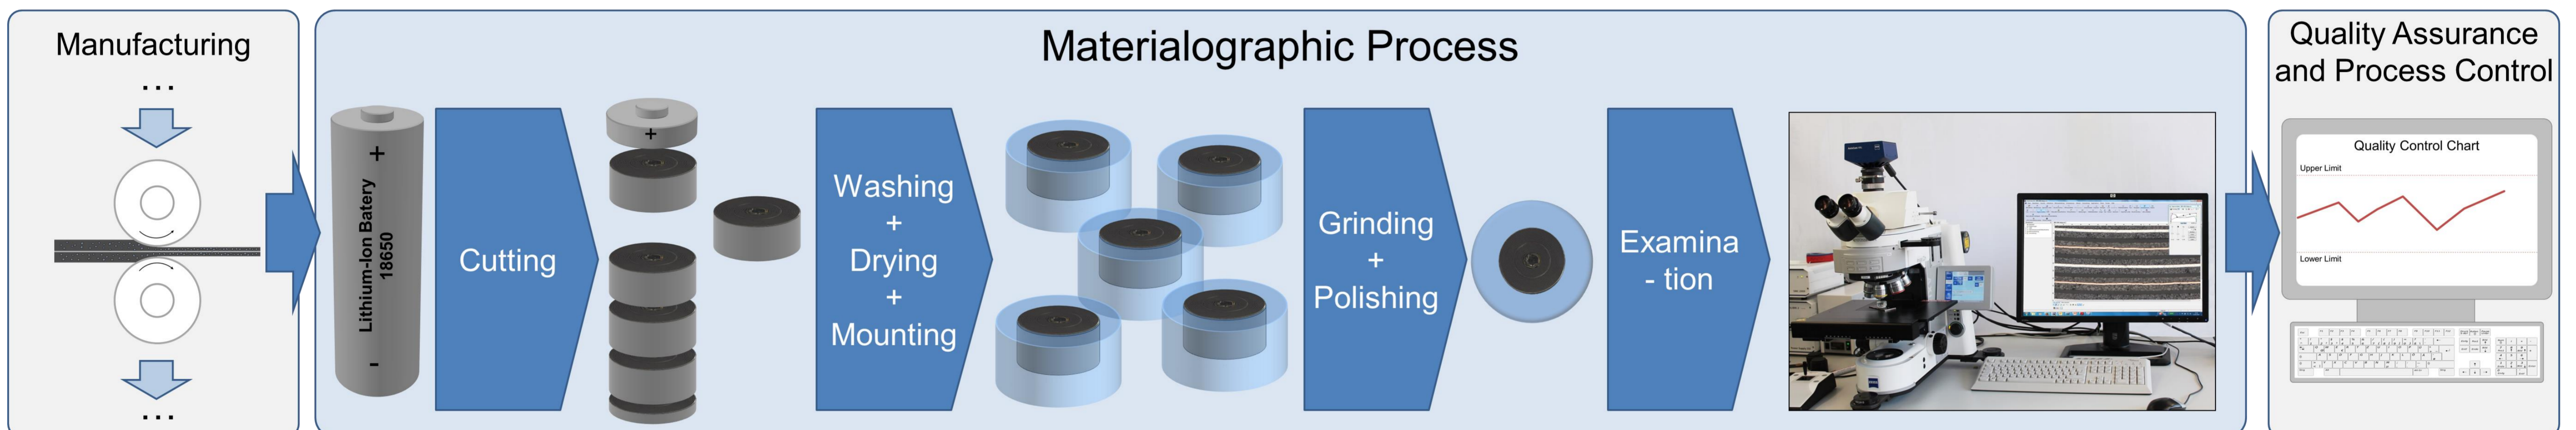 Manufacturing
...
...
Materialographic Process
+
Lithium-Ion Batery
18650
-
Cutting
+
Washing
+
Drying
+
Mounting
Grinding
+
Polishing
Examina
- tion
Quality Assurance
and Process Control
Quality Control Chart
Upper Limit
Lower Limit